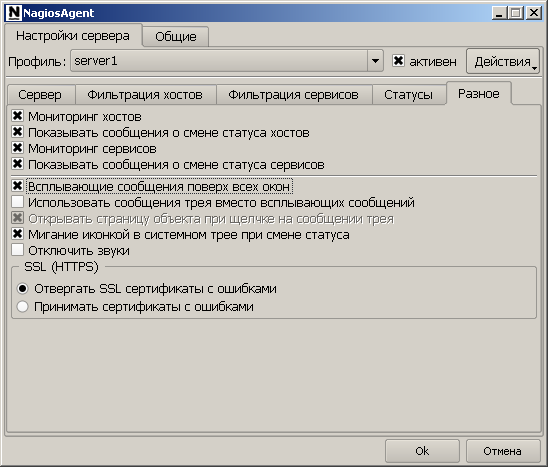 NagiosAgent
Настройки сервера Общие
Профиль: server1 активен Действия
Сервер Фильтрация хостов Фильтрация сервисов Статусы Разное
Мониторинг хостов
Показывать сообщения о смене статуса хостов
Мониторинг сервисов
Показывать сообщения о смене статуса сервисов
Всплывающие сообщения поверх всех окон
Использовать сообщения трея вместо всплывающих сообщений
Открывать страницу объекта при щелчке на сообщении трея
Мигание иконкой в системном трее при смене статуса
Отключить звуки
SSL (HTTPS)
Отвергать SSL сертификаты с ошибками
Принимать сертификаты с ошибками
Ok Отмена